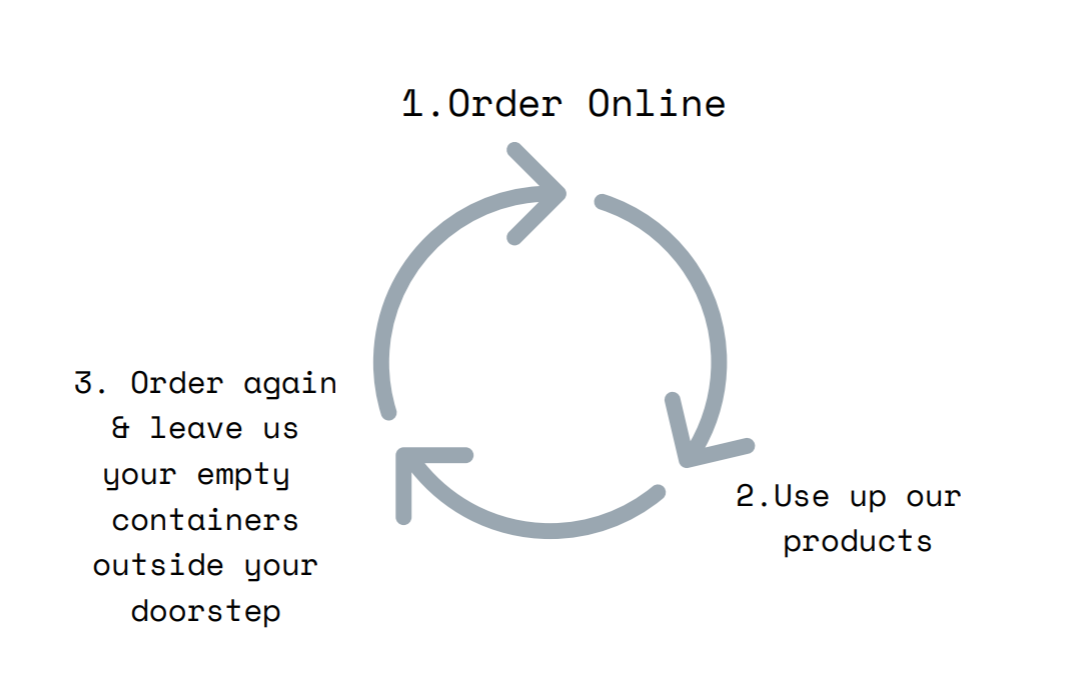 1.Order Online
2.Use up our
products
3. Order again
& leave us
your empty
containers
outside your
doorstep